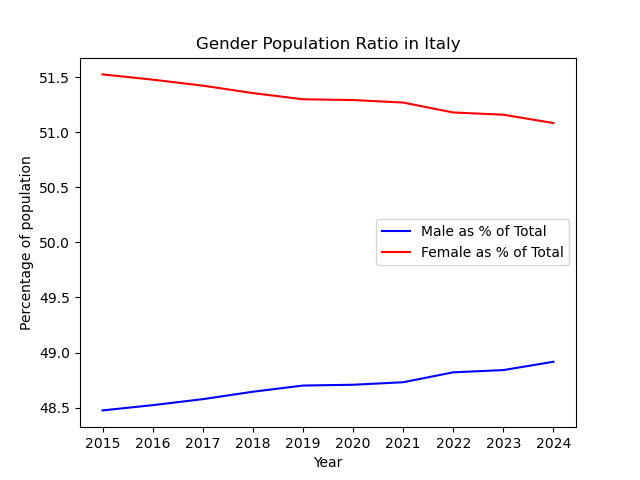 Gender Population Ratio in Italy
51.5
51.0
50.5
50.0
49.5
49.0
48.5
Percentage of population
Male as % of Total
Female as % of Total
2015 2016 2017 2018 2019 2020 2021 2022 2023 2024
Year